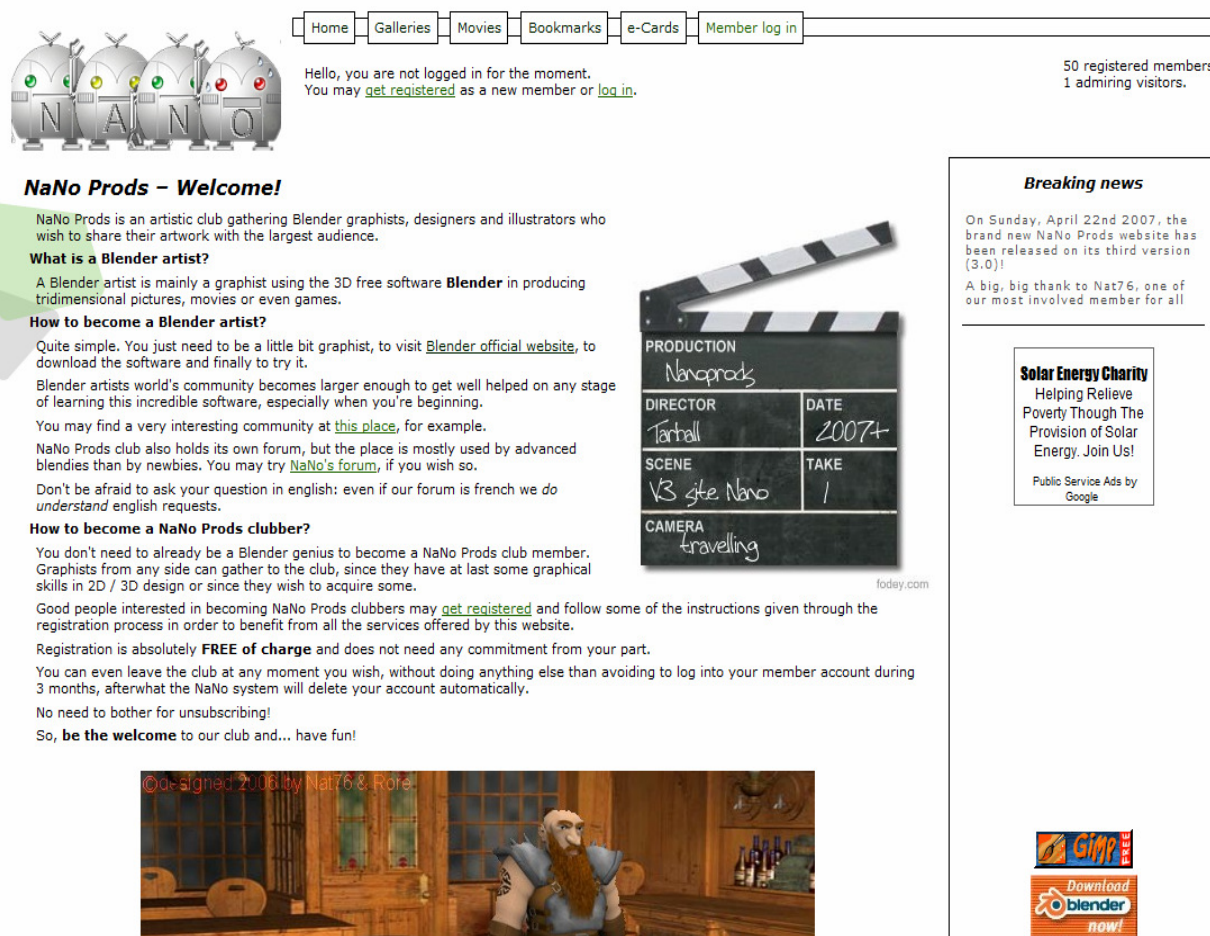 Home Galleries Movies Bookmarks e-Cards Member log in
N A N O
Hello, you are not logged in for the moment.
You may get registered as a new member or log in.
50 registered members
1 admiring visitors.
NaNo Prods – Welcome!
NaNo Prods is an artistic club gathering Blender graphists, designers and illustrators who
wish to share their artwork with the largest audience.
What is a Blender artist?
A Blender artist is mainly a graphist using the 3D free software Blender in producing
tridimensional pictures, movies or even games.
How to become a Blender artist?
Quite simple. You just need to be a little bit graphist, to visit Blender official website, to
download the software and finally to try it.
Blender artists world's community becomes larger enough to get well helped on any stage
of learning this incredible software, especially when you're beginning.
You may find a very interesting community at this place, for example.
NaNo Prods club also holds its own forum, but the place is mostly used by advanced
blendies than by newbies. You may try NaNo's forum, if you wish so.
Don't be afraid to ask your question in english: even if our forum is french we do
understand english requests.
How to become a NaNo Prods clubber?
You don't need to already be a Blender genius to become a NaNo Prods club member.
Graphists from any side can gather to the club, since they have at last some graphical
skills in 2D / 3D design or since they wish to acquire some.
Good people interested in becoming NaNo Prods clubbers may get registered and follow some of the instructions given through the
registration process in order to benefit from all the services offered by this website.
Registration is absolutely FREE of charge and does not need any commitment from your part.
You can even leave the club at any moment you wish, without doing anything else than avoiding to log into your member account during
3 months, afterwhat the NaNo system will delete your account automatically.
No need to bother for unsubscribing!
So, be the welcome to our club and... have fun!
PRODUCTION
Nanoprods
DIRECTOR
Tarball
DATE
2007+
SCENE
V3 site Nano
TAKE
1
CAMERA
travelling
fodey.com
©designed 2006 by Nat76 & Rore
Breaking news
On Sunday, April 22nd 2007, the
brand new NaNo Prods website has
been released on its third version
(3.0)!
A big, big thank to Nat76, one of
our most involved member for all
Solar Energy Charity
Helping Relieve
Poverty Though The
Provision of Solar
Energy. Join Us!
Public Service Ads by
Google
GIMP FREE
Download
blender
now!